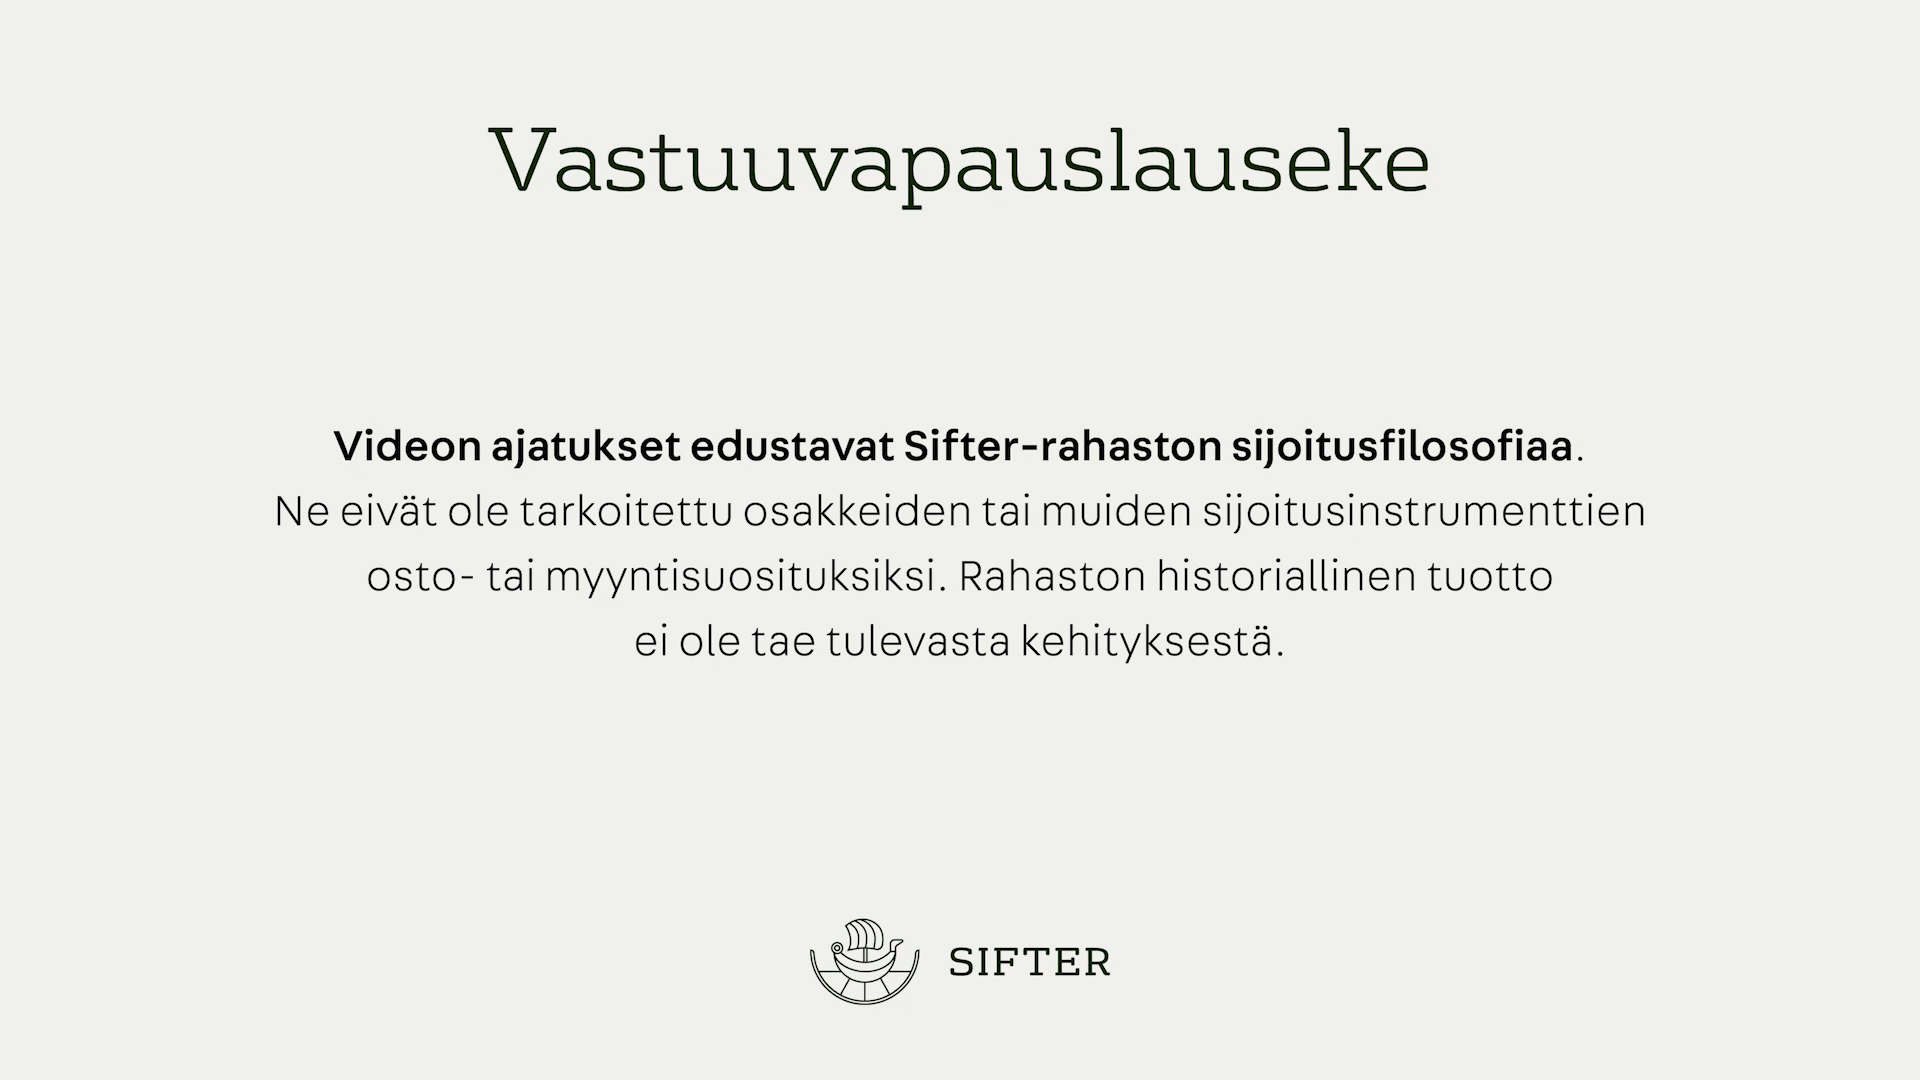 Vastuuvapauslauseke
Videon ajatukset edustavat Sifter-rahaston sijoitusfilosofiaa.
Ne eivät ole tarkoitettu osakkeiden tai muiden sijoitusinstrumenttien
osto- tai myyntisuosituksiksi. Rahaston historiallinen tuotto
ei ole tae tulevasta kehityksestä.
SIFTER